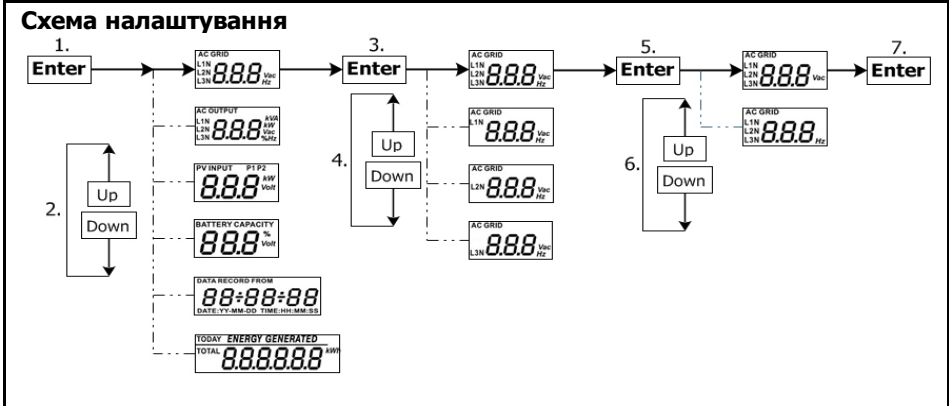 Схема налаштування
1.
Enter
AC GRID
L1N
L2N
L3N
8.8.8
Vac
Hz
AC OUTPUT
L1N
L2N
L3N
8.8.8
kVA
kW
Vac
%Hz
PV INPUT P1 P2
8.8.8
kW
Volt
BATTERY CAPACITY
88.8
%
Volt
DATA RECORD FROM
88:88:88
DATE:YY-MM-DD TIME:HH:MM:SS
TODAY ENERGY GENERATED
TOTAL 8.8.8.8.8.8 kWh
2.
Up
Down
3.
Enter
AC GRID
L1N
L2N
L3N
8.8.8
Vac
Hz
AC GRID
L1N
8.8.8
Vac
Hz
AC GRID
L2N
8.8.8
Vac
Hz
AC GRID
L3N
8.8.8
Vac
Hz
4.
Up
Down
5.
Enter
AC GRID
L1N
L2N
L3N
8.8.8
Vac
AC GRID
L1N
L2N
L3N
8.8.8
Hz
6.
Up
Down
7.
Enter